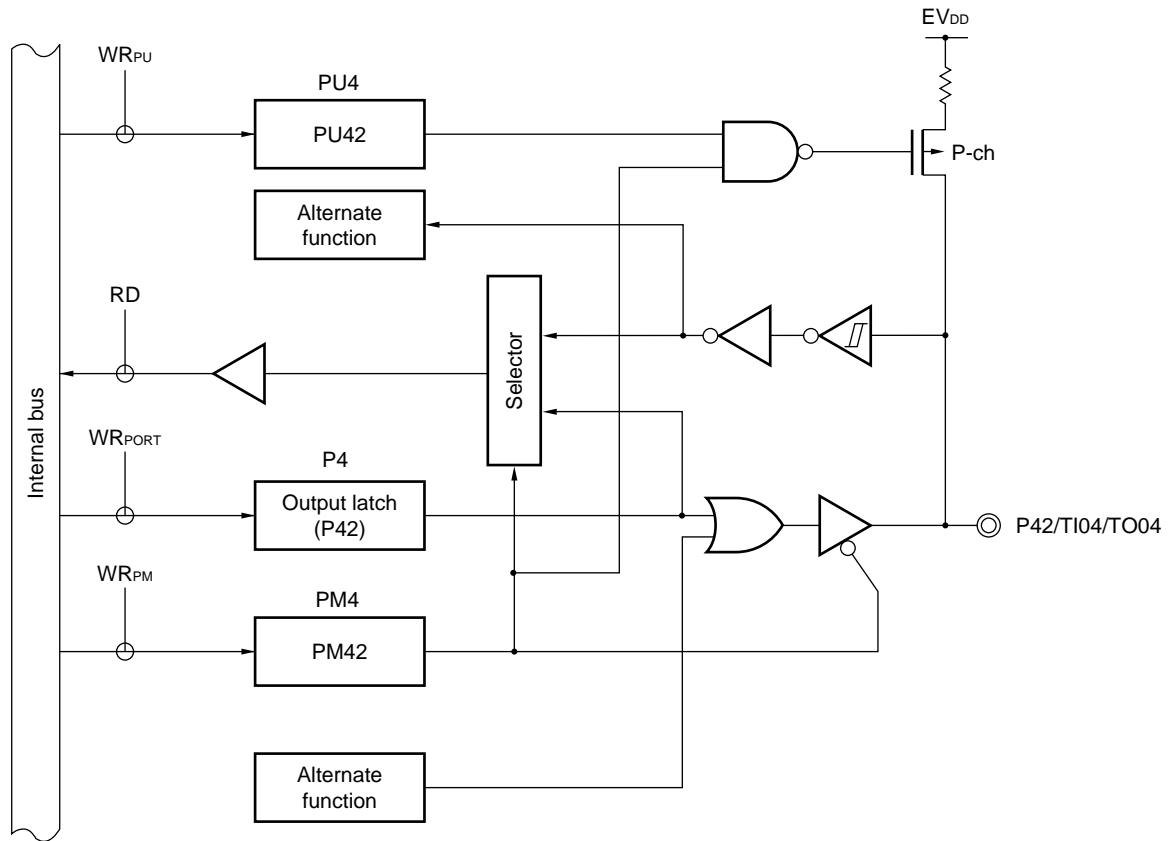 EVDD
WRPU
PU4
PU42
P-ch
Alternate
function
RD
Selector
Internal bus
WRPORT
P4
Output latch
(P42)
P42/TI04/TO04
WRPM
PM4
PM42
Alternate
function